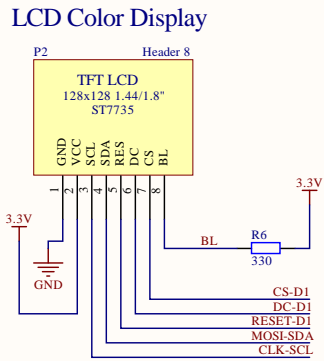 LCD Color Display
P2 Header 8
TFT LCD
128x128 1.44/1.8"
ST7735
GND VCC SCL SDA RES DC CS BL
1 2 3 4 5 6 7 8
3.3V
3.3V
BL R6
330
GND
CS-D1
DC-D1
RESET-D1
MOSI-SDA
CLK-SCL